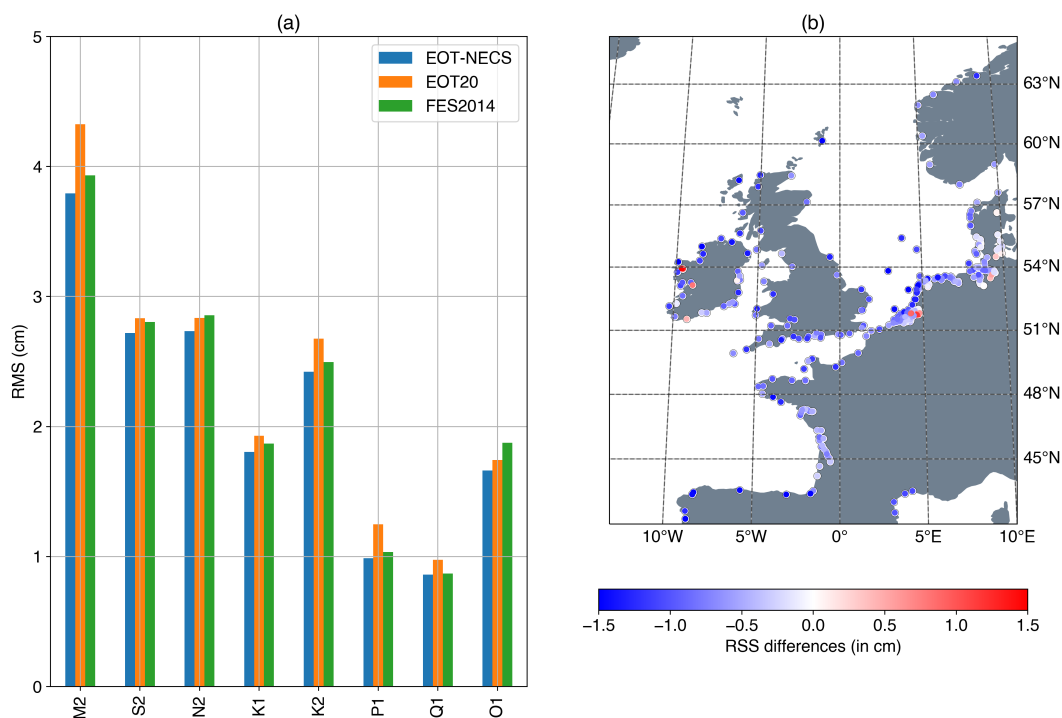 (a)
5
4
3
2
1
0
RMS (cm)
EOT-NECS
EOT20
FES2014
M2
S2
N2
K1
K2
P1
Q1
O1
(b)
63°N
60°N
57°N
54°N
51°N
48°N
45°N
10°W
5°W
0°
5°E
10°E
−1.5
−1.0
−0.5
0.0
0.5
1.0
1.5
RSS differences (in cm)